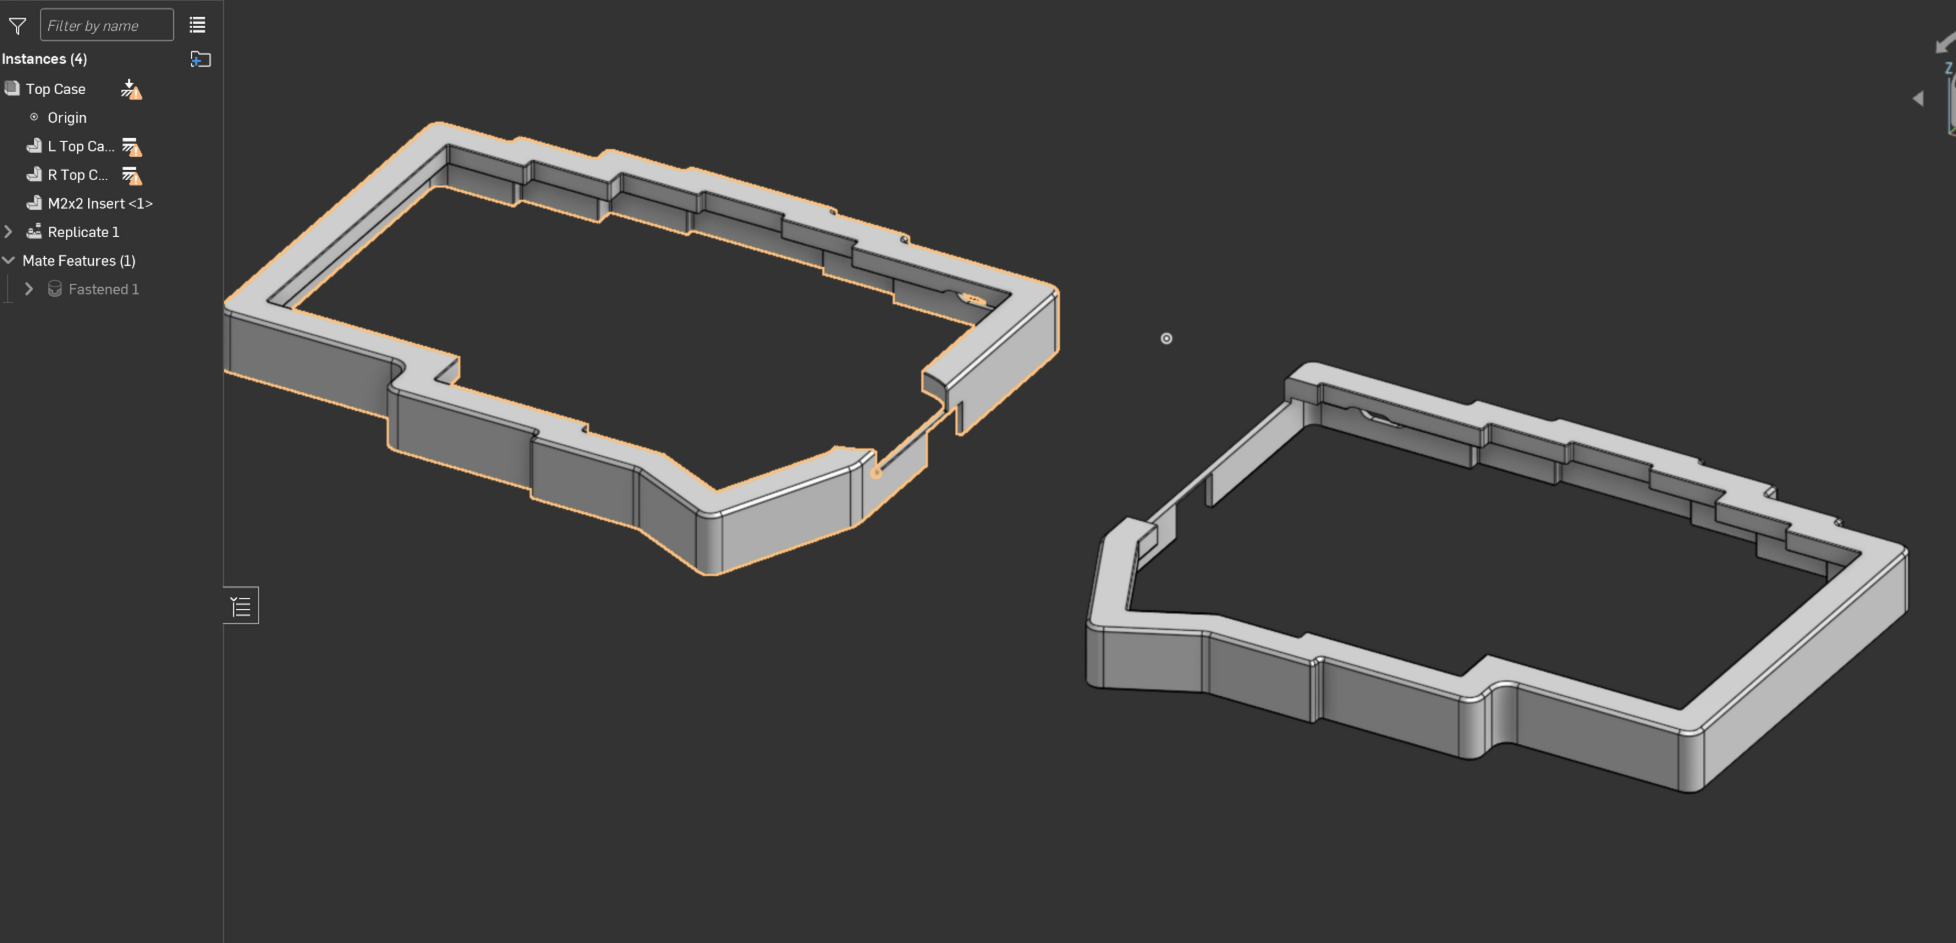 Filter by name
Instances (4)
Top Case
Origin
L Top Ca...
R Top C...
M2x2 Insert <1>
Replicate 1
Mate Features (1)
Fastened 1
Z